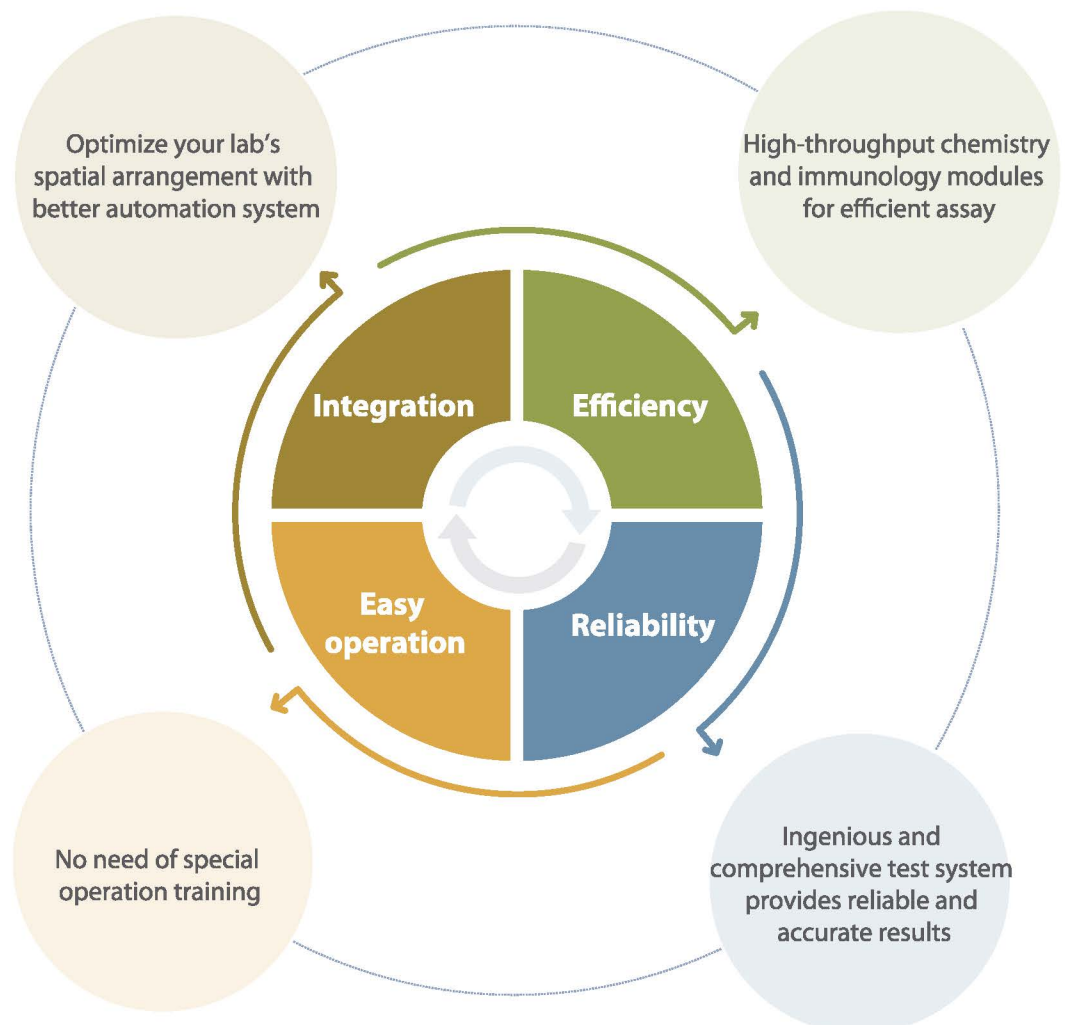 Optimize your lab's
spatial arrangement with
better automation system
High-throughput chemistry
and immunology modules
for efficient assay
Integration
Efficiency
Easy
operation
Reliability
No need of special
operation training
Ingenious and
comprehensive test system
provides reliable and
accurate results